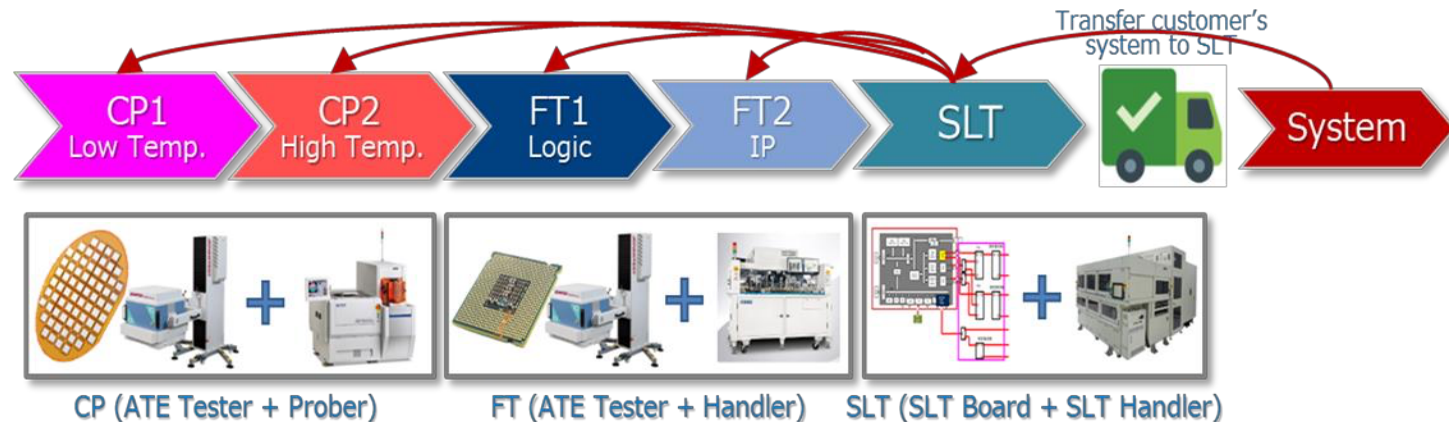 Transfer customer's
system to SLT
CP1
Low Temp.
CP2
High Temp.
FT1
Logic
FT2
IP
SLT
System
CP (ATE Tester + Prober)
FT (ATE Tester + Handler)
SLT (SLT Board + SLT Handler)